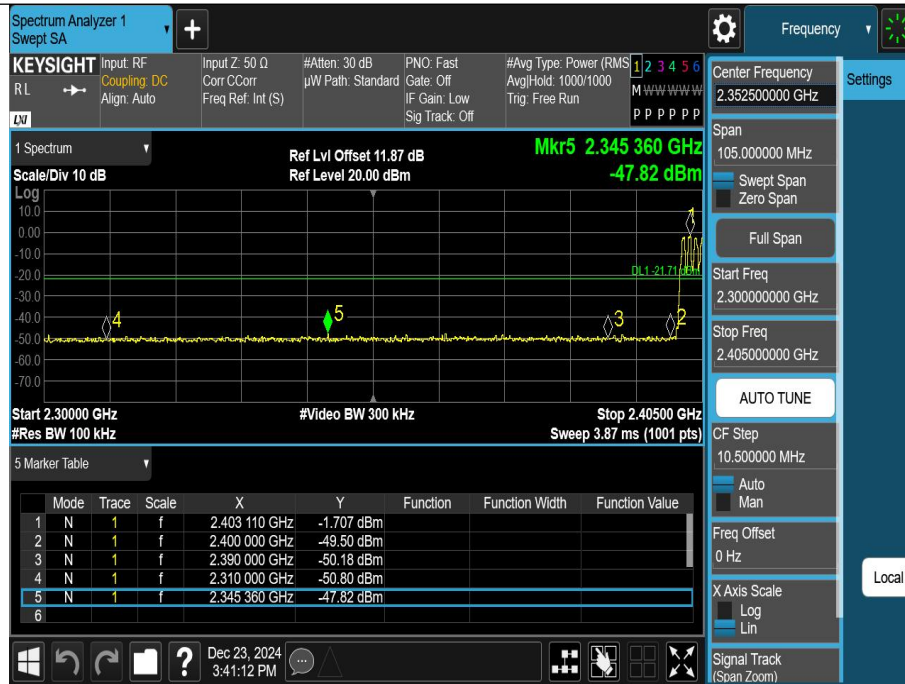 Spectrum Analyzer 1
Swept SA
+
Frequency
KEYSIGHT
RL
LXI
Input: RF
Coupling: DC
Align: Auto
Input Z: 50 Ω
Corr CCorr
Freq Ref: Int (S)
#Atten: 30 dB
µW Path: Standard
PNO: Fast
Gate: Off
IF Gain: Low
Sig Track: Off
#Avg Type: Power (RMS
Avg|Hold: 1000/1000
Trig: Free Run
1 2 3 4 5 6
M W W W W W
P P P P P P
1 Spectrum
Scale/Div 10 dB
Ref Lvl Offset 11.87 dB
Ref Level 20.00 dBm
Mkr5 2.345 360 GHz
-47.82 dBm
Log
10.0
0.00
-10.0
-20.0
-30.0
-40.0
-50.0
-60.0
-70.0
1
DL1 -21.71 dBm
4
5
3
2
Start 2.30000 GHz
#Video BW 300 kHz
Stop 2.40500 GHz
#Res BW 100 kHz
Sweep 3.87 ms (1001 pts)
5 Marker Table
Mode Trace Scale X Y Function Function Width Function Value
1 N 1 f 2.403 110 GHz -1.707 dBm
2 N 1 f 2.400 000 GHz -49.50 dBm
3 N 1 f 2.390 000 GHz -50.18 dBm
4 N 1 f 2.310 000 GHz -50.80 dBm
5 N 1 f 2.345 360 GHz -47.82 dBm
6
Center Frequency
2.352500000 GHz
Settings
Span
105.000000 MHz
Swept Span
Zero Span
Full Span
Start Freq
2.300000000 GHz
Stop Freq
2.405000000 GHz
AUTO TUNE
CF Step
10.500000 MHz
Auto
Man
Freq Offset
0 Hz
Local
X Axis Scale
Log
Lin
Signal Track
(Span Zoom)
?
Dec 23, 2024
3:41:12 PM